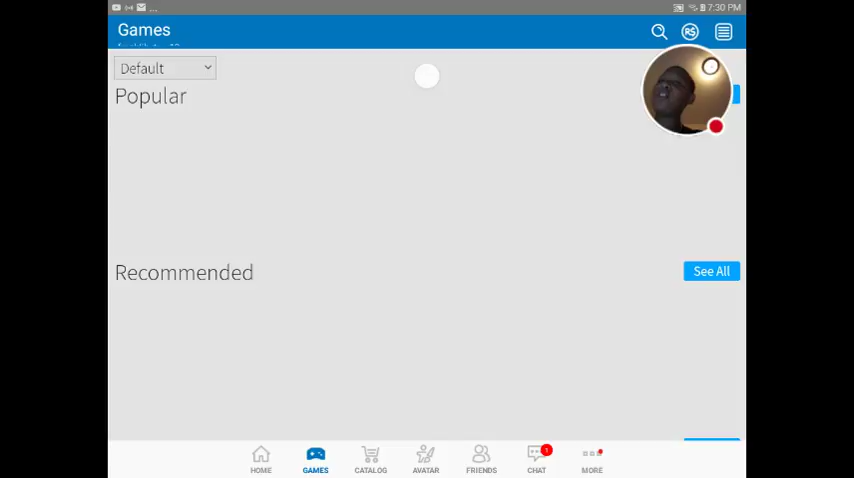 ... 7:30 PM
Games
R$
Default
Popular
Recommended
See All
HOME
GAMES
CATALOG
AVATAR
FRIENDS
1
CHAT
MORE